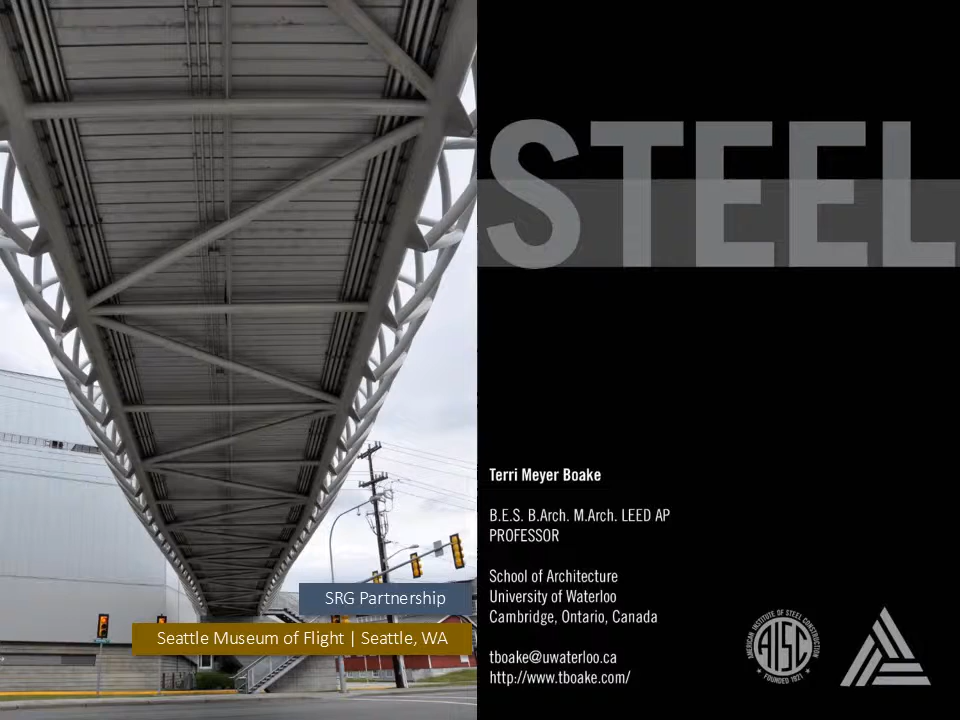 STEEL
Terri Meyer Boake
B.E.S. B.Arch. M.Arch. LEED AP
PROFESSOR
School of Architecture
University of Waterloo
Cambridge, Ontario, Canada
tboake@uwaterloo.ca
http://www.tboake.com/
SRG Partnership
Seattle Museum of Flight | Seattle, WA
AMERICAN INSTITUTE OF STEEL CONSTRUCTION
AISC
FOUNDED 1921